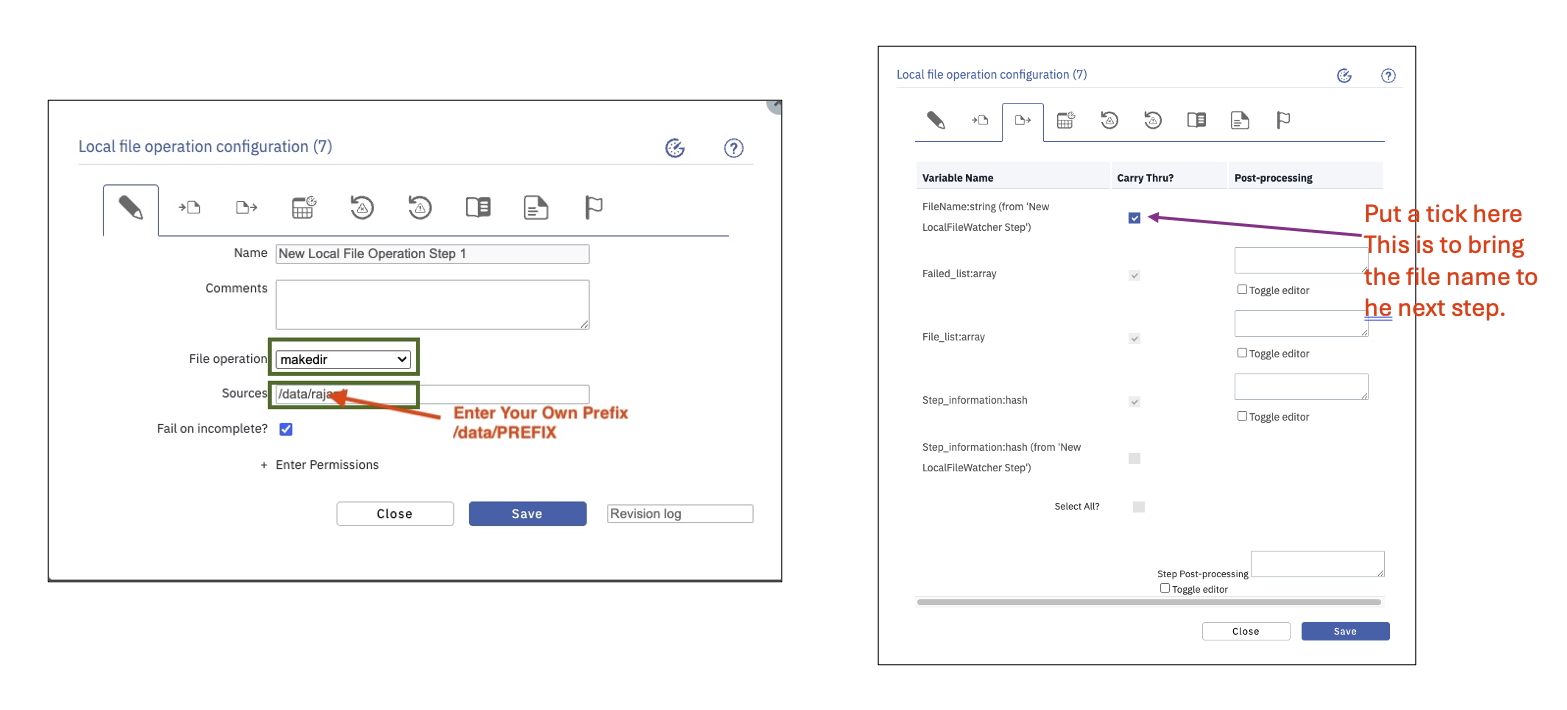 Local file operation configuration (7)
Name
New Local File Operation Step 1
Comments
File operation
makedir
Sources
/data/raja
Enter Your Own Prefix
/data/PREFIX
Fail on incomplete?
+ Enter Permissions
Close
Save
Revision log
Local file operation configuration (7)
Variable Name
Carry Thru?
Post-processing
FileName:string (from 'New
LocalFileWatcher Step')
Put a tick here
This is to bring
the file name to
he next step.
Failed_list:array
Toggle editor
File_list:array
Toggle editor
Step_information:hash
Toggle editor
Step_information:hash (from 'New
LocalFileWatcher Step')
Select All?
Step Post-processing
Toggle editor
Close
Save